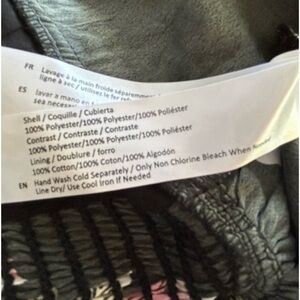 FR Lavage à la main froide séparément
ligne à sec / utilisez le fer
ES lavar a mano en
sea necesar
Shell / Coquille / Cubierta
100% Polyester/100% Polyester/100% Poliéster
Contrast / Contraste / Contraste
100% Polyester/100% Polyester/100% Poliéster
Lining / Doublure / forro
100% Cotton/100% Coton/100% Algodón
EN Hand Wash Cold Separately / Only Non Chlorine Bleach When Needed
Line Dry/ Use Cool Iron If Needed